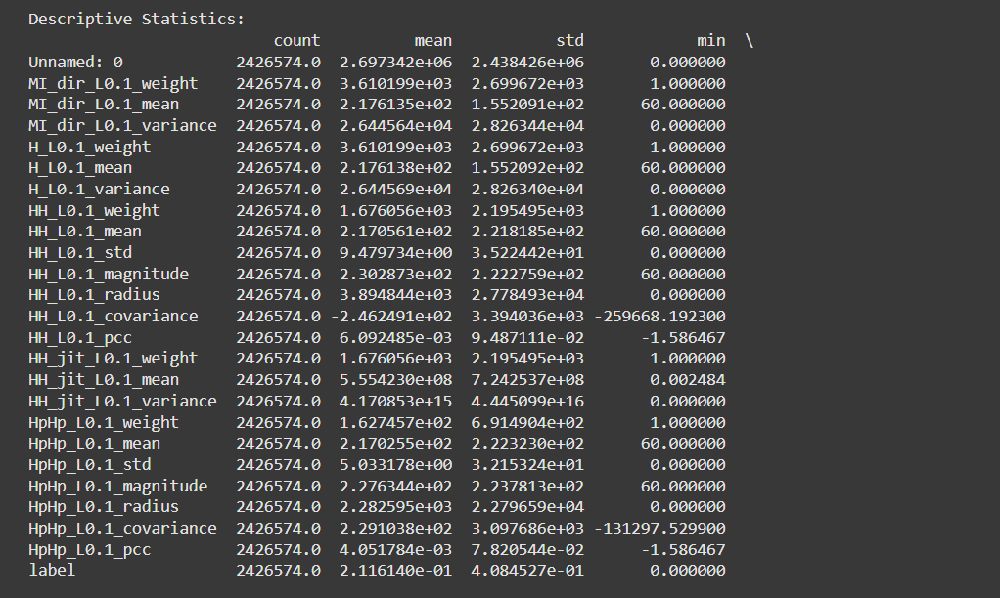 Descriptive Statistics:
                          count          mean           std            min  \
Unnamed: 0            2426574.0  2.697342e+06  2.438426e+06       0.000000
MI_dir_L0.1_weight    2426574.0  3.610199e+03  2.699672e+03       1.000000
MI_dir_L0.1_mean      2426574.0  2.176135e+02  1.552091e+02      60.000000
MI_dir_L0.1_variance  2426574.0  2.644564e+04  2.826344e+04       0.000000
H_L0.1_weight         2426574.0  3.610199e+03  2.699672e+03       1.000000
H_L0.1_mean           2426574.0  2.176138e+02  1.552092e+02      60.000000
H_L0.1_variance       2426574.0  2.644569e+04  2.826340e+04       0.000000
HH_L0.1_weight        2426574.0  1.676056e+03  2.195495e+03       1.000000
HH_L0.1_mean          2426574.0  2.170561e+02  2.218185e+02      60.000000
HH_L0.1_std           2426574.0  9.479734e+00  3.522442e+01       0.000000
HH_L0.1_magnitude     2426574.0  2.302873e+02  2.222759e+02      60.000000
HH_L0.1_radius        2426574.0  3.894844e+03  2.778493e+04       0.000000
HH_L0.1_covariance    2426574.0 -2.462491e+02  3.394036e+03 -259668.192300
HH_L0.1_pcc           2426574.0  6.092485e-03  9.487111e-02      -1.586467
HH_jit_L0.1_weight    2426574.0  1.676056e+03  2.195495e+03       1.000000
HH_jit_L0.1_mean      2426574.0  5.554230e+08  7.242537e+08       0.002484
HH_jit_L0.1_variance  2426574.0  4.170853e+15  4.445099e+16       0.000000
HpHp_L0.1_weight      2426574.0  1.627457e+02  6.914904e+02       1.000000
HpHp_L0.1_mean        2426574.0  2.170255e+02  2.223230e+02      60.000000
HpHp_L0.1_std         2426574.0  5.033178e+00  3.215324e+01       0.000000
HpHp_L0.1_magnitude   2426574.0  2.276344e+02  2.237813e+02      60.000000
HpHp_L0.1_radius      2426574.0  2.282595e+03  2.279659e+04       0.000000
HpHp_L0.1_covariance  2426574.0  2.291038e+02  3.097686e+03 -131297.529900
HpHp_L0.1_pcc         2426574.0  4.051784e-03  7.820544e-02      -1.586467
label                 2426574.0  2.116140e-01  4.084527e-01       0.000000